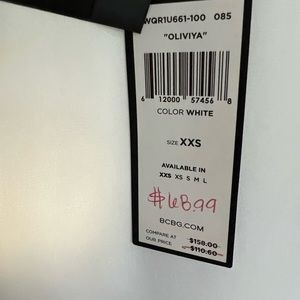 WQR1U661-100 085
"OLIVIYA"
6 12000 57456 8
COLOR WHITE
SIZE XXS
AVAILABLE IN
XXS XS S M L
$68.99
BCBG.COM
COMPARE AT $158.00
OUR PRICE $110.60